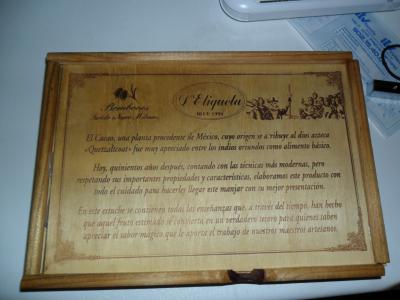 Bombones
D'Etiqueta
DESDE 1996
El Cacao, una planta procedente de México, cuyo origen se atribuye al dios azteca
«Quetzaltcoat» fue muy apreciado entre los indios oriundos como alimento básico.
Hoy, quinientos años después, contando con las técnicas más modernas, pero
respetando sus importantes propiedades y características, elaboramos este producto con
todo el cuidado para hacerles llegar este manjar con su mejor presentación.
En este estuche se contienen todas las enseñanzas que, a través del tiempo, han hecho
que aquel fruto estimado se convierta en un verdadero tesoro para quienes saben
apreciar el sabor mágico que le aporta el trabajo de nuestros maestros artesanos.